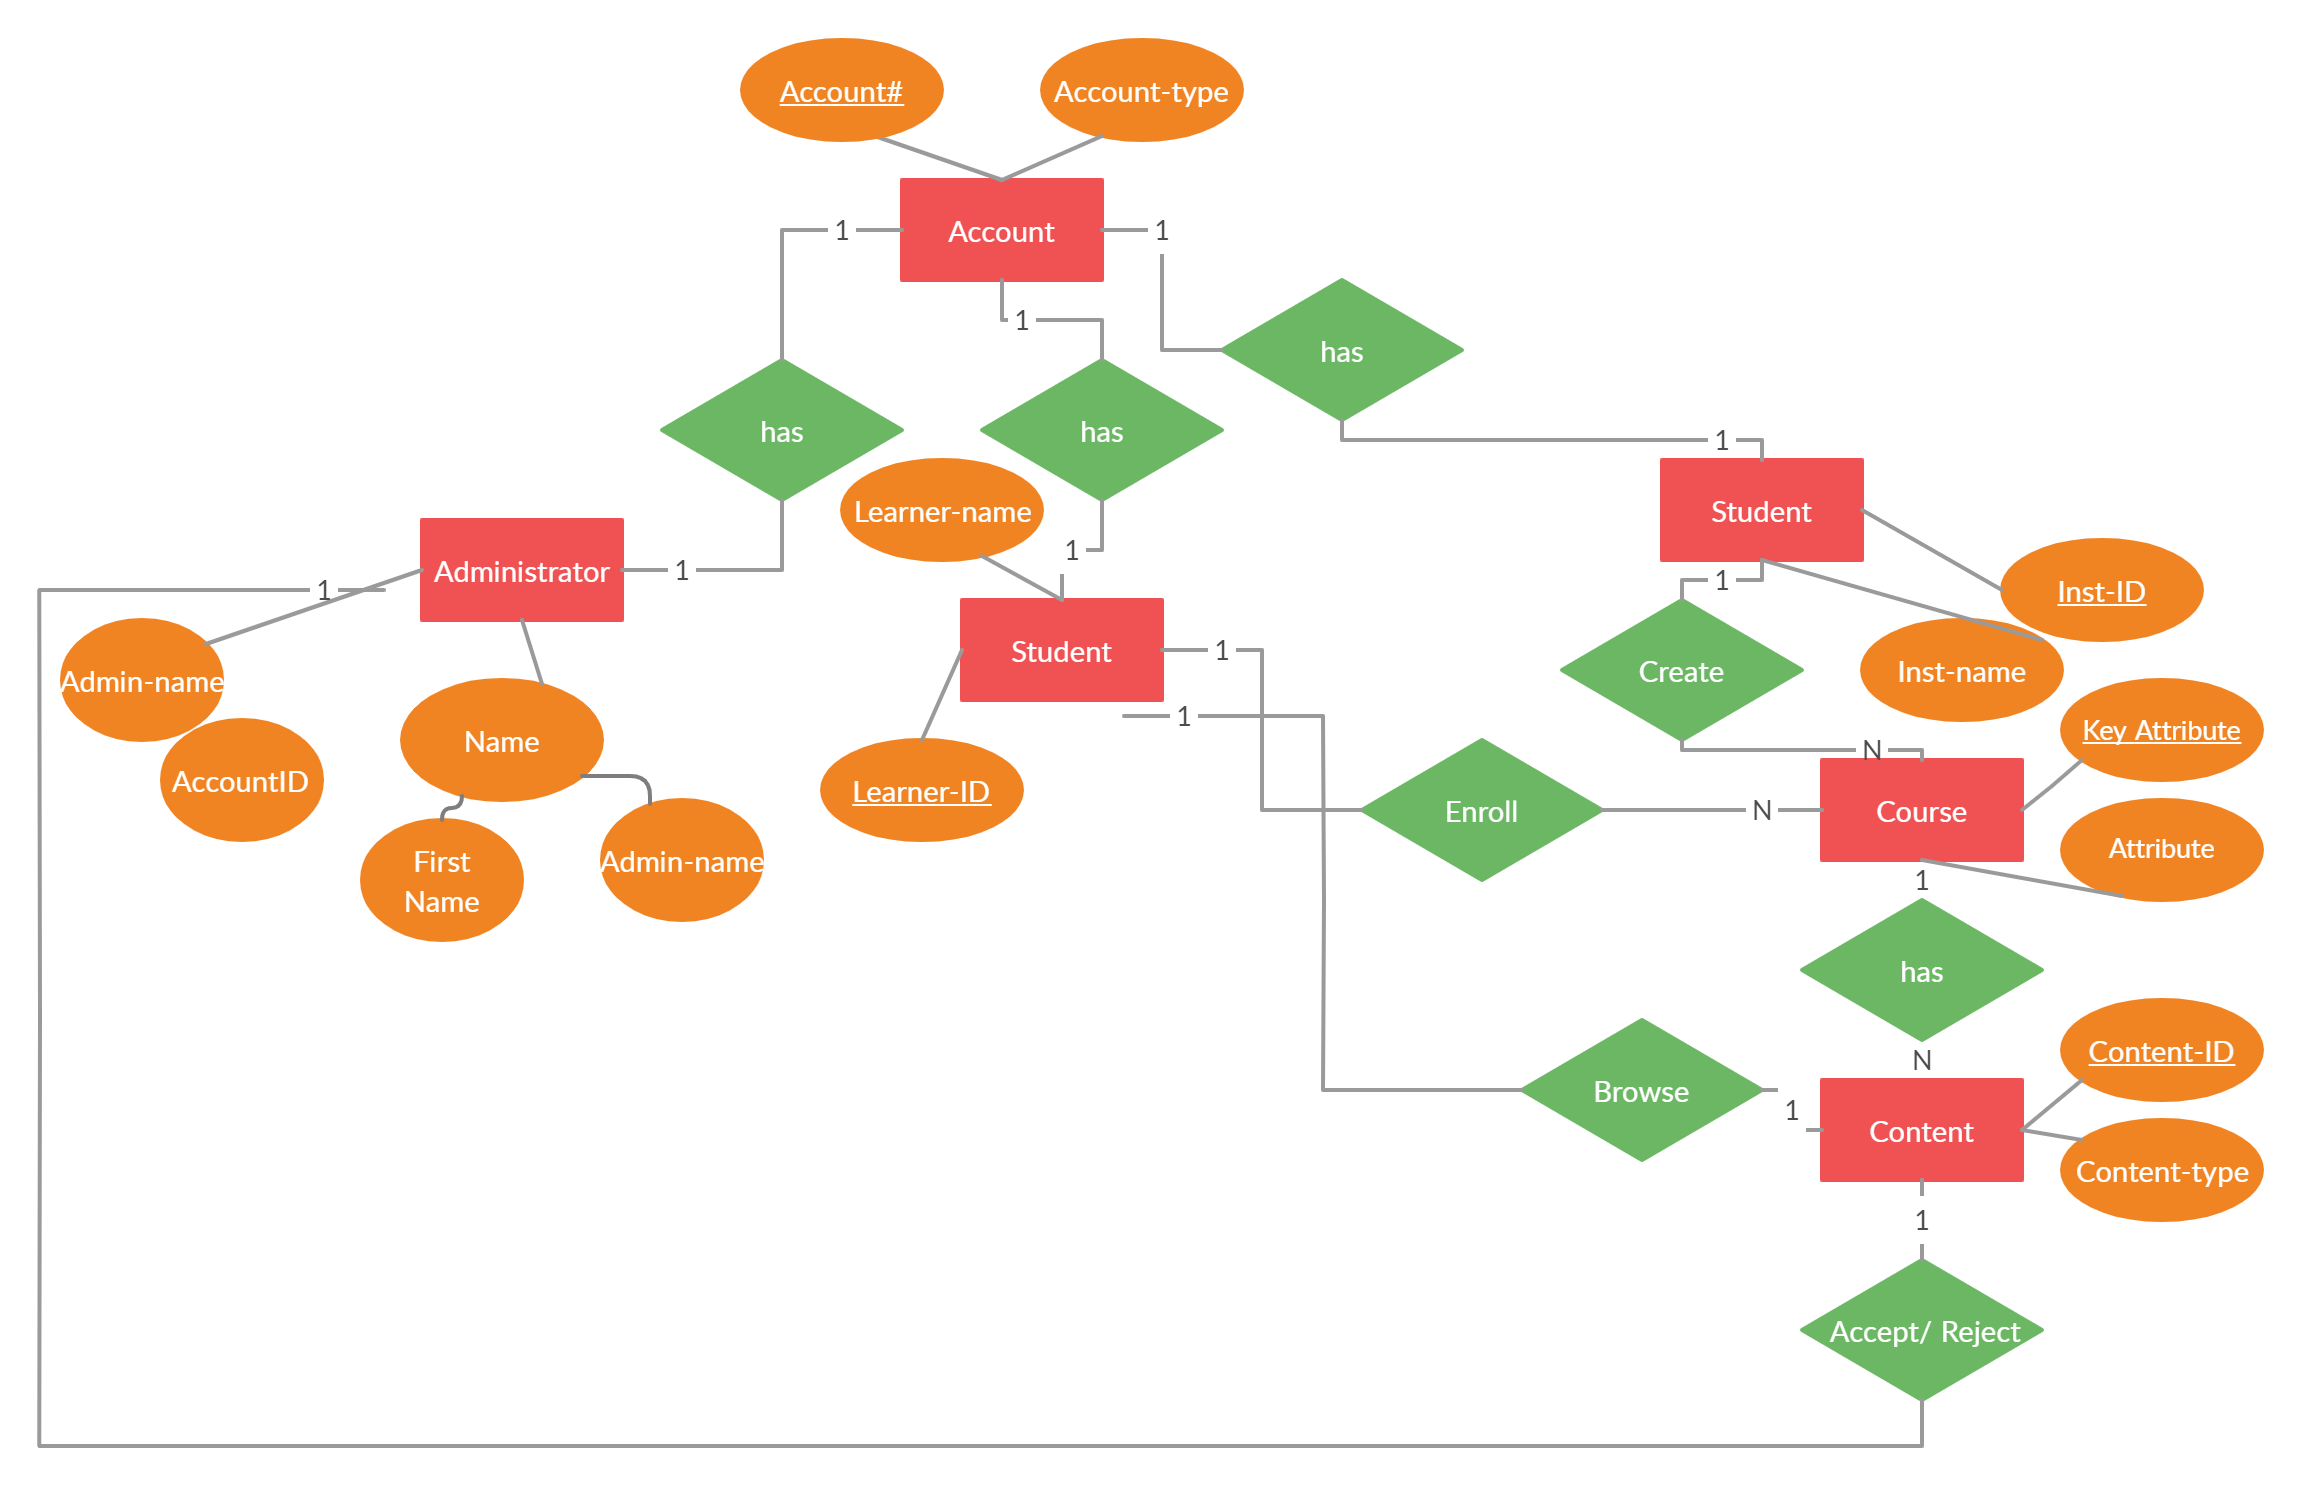 Account#
Account-type
Account
1
1
1
has
has
has
1
Learner-name
Student
Administrator
1
1
1
1
Inst-ID
Student
1
Create
Inst-name
Admin-name
1
Key Attribute
Name
N
AccountID
Learner-ID
Enroll
N
Course
Attribute
First
Name
Admin-name
1
has
N
Content-ID
Browse
1
Content
Content-type
1
Accept/ Reject